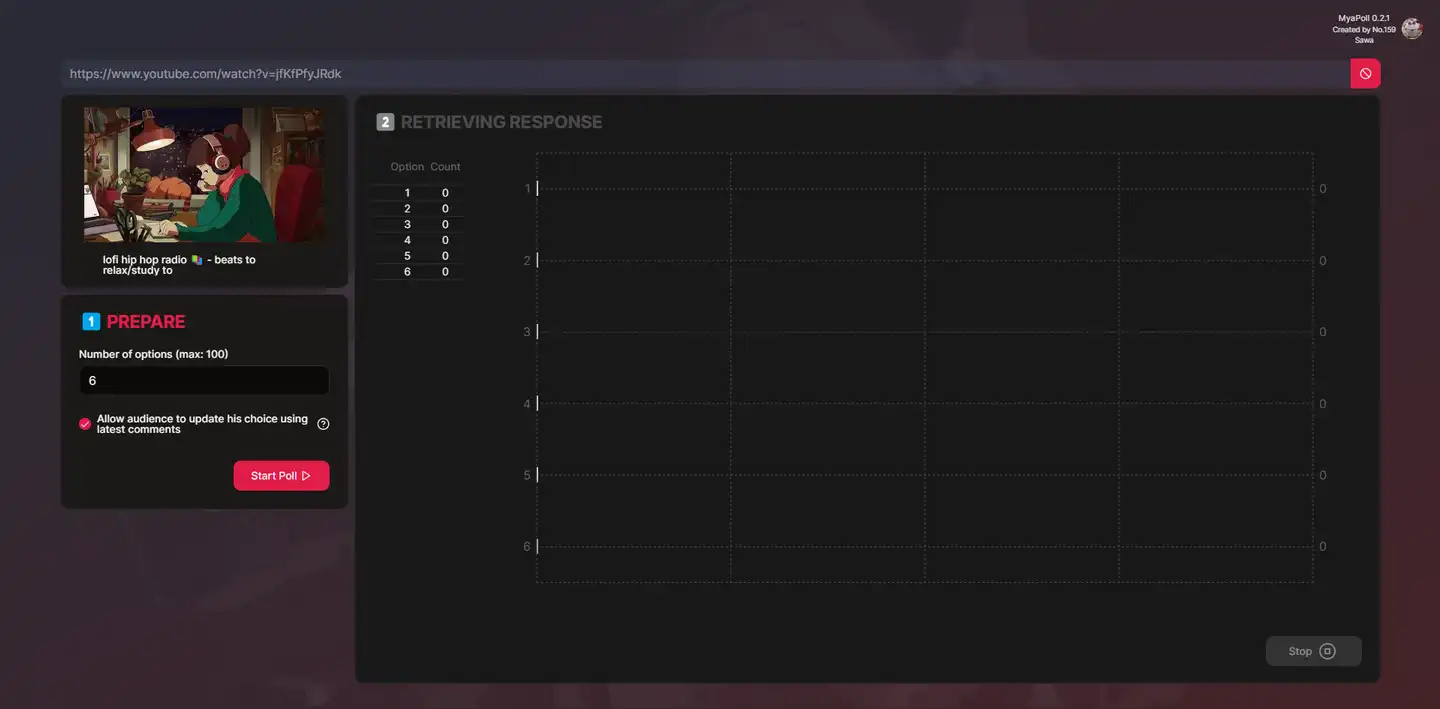 MyaPoll 0.2.1
Created by No.159
Sawa
https://www.youtube.com/watch?v=jfKfPfyJRdk
lofi hip hop radio 📚 - beats to
relax/study to
1 PREPARE
Number of options (max: 100)
6
Allow audience to update his choice using
latest comments
Start Poll
2 RETRIEVING RESPONSE
Option Count
1 0
2 0
3 0
4 0
5 0
6 0
1 0
2 0
3 0
4 0
5 0
6 0
Stop